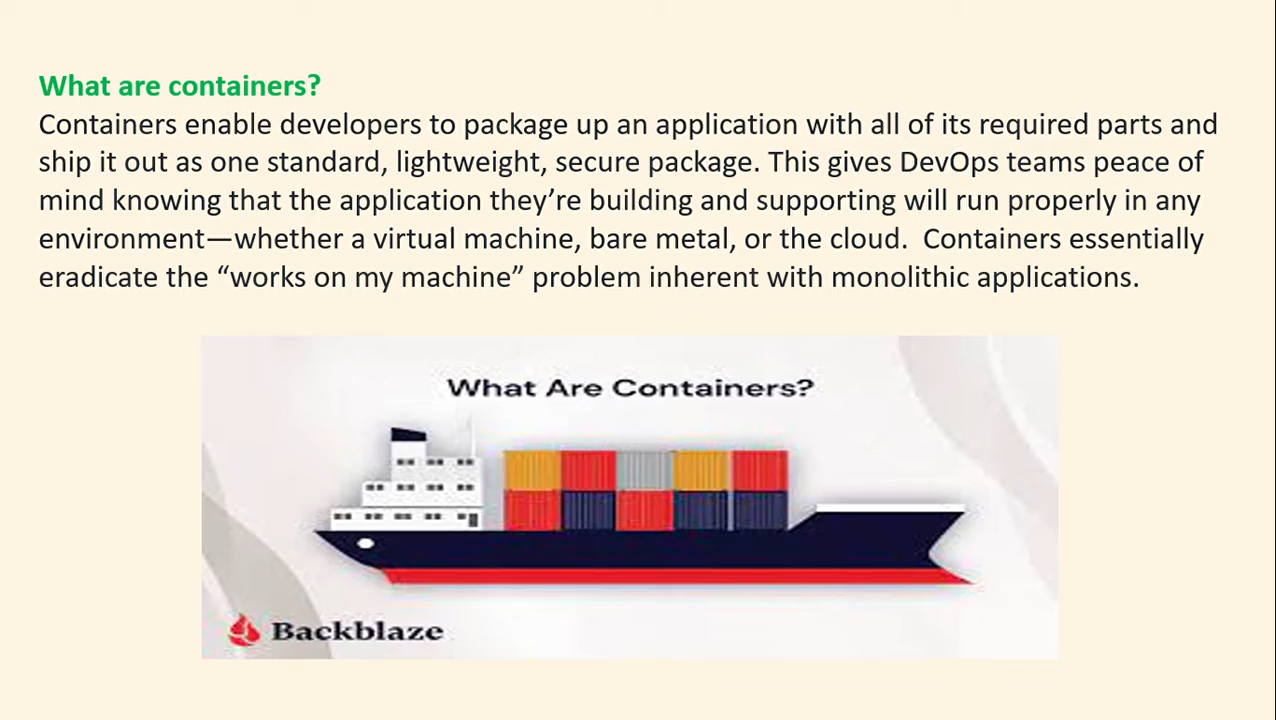 What are containers?
Containers enable developers to package up an application with all of its required parts and
ship it out as one standard, lightweight, secure package. This gives DevOps teams peace of
mind knowing that the application they’re building and supporting will run properly in any
environment—whether a virtual machine, bare metal, or the cloud.  Containers essentially
eradicate the “works on my machine” problem inherent with monolithic applications.
What Are Containers?
Backblaze